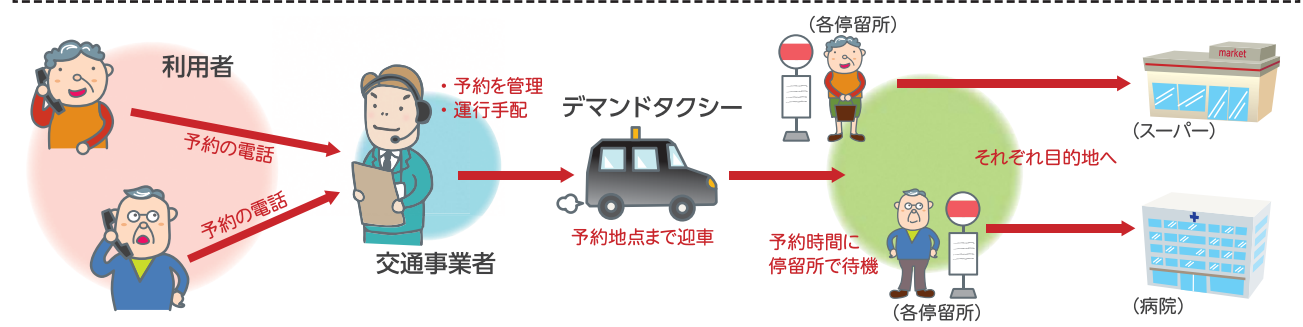 利用者
予約の電話
予約の電話
・予約を管理
・運行手配
交通事業者
デマンドタクシー
予約地点まで迎車
(各停留所)
予約時間に
停留所で待機
(各停留所)
それぞれ目的地へ
market
(スーパー)
(病院)